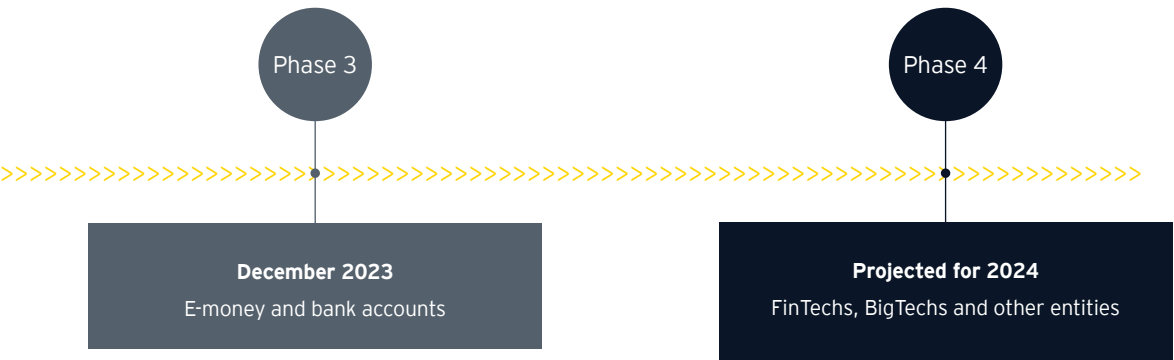 Phase 3
Phase 4
December 2023
E-money and bank accounts
Projected for 2024
FinTechs, BigTechs and other entities